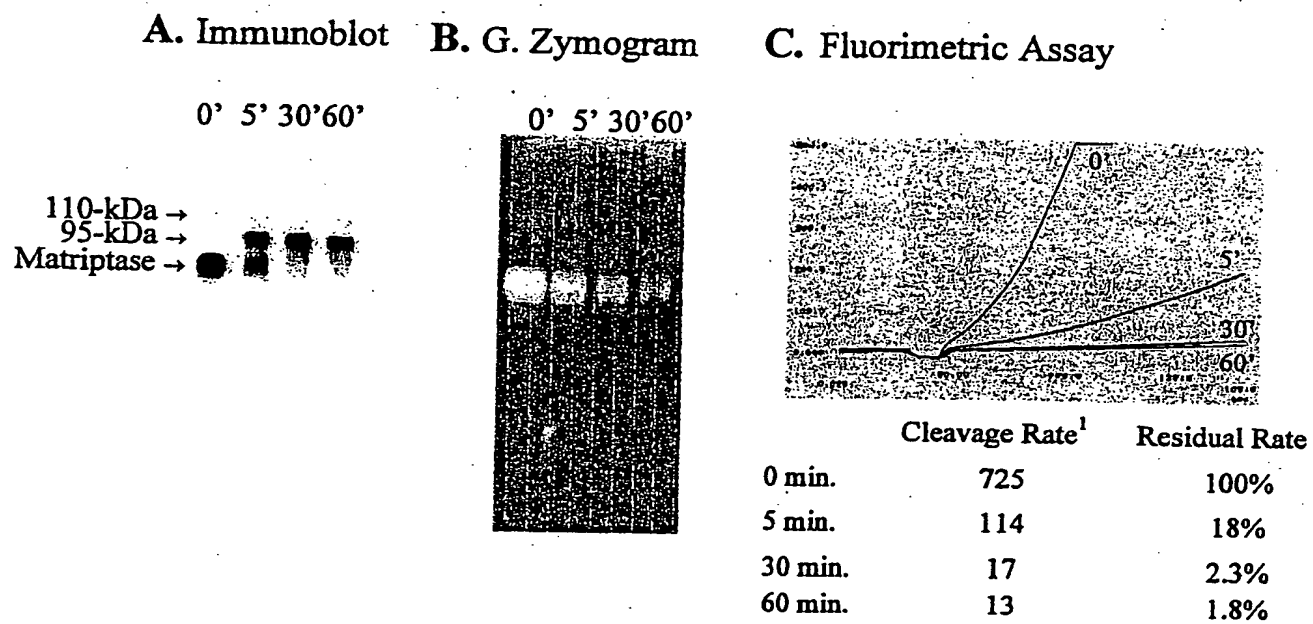 A. Immunoblot
0' 5' 30'60'
110-kDa →
95-kDa →
Matriptase →
B. G. Zymogram
0' 5' 30'60'
C. Fluorimetric Assay
0'
5'
30'
60'
Cleavage Rate¹ Residual Rate
0 min. 725 100%
5 min. 114 18%
30 min. 17 2.3%
60 min. 13 1.8%